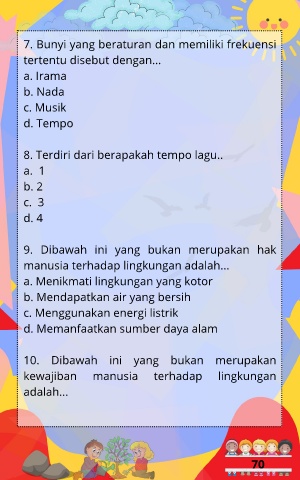 7. Bunyi yang beraturan dan memiliki frekuensi
tertentu disebut dengan...
a. Irama
b. Nada
c. Musik
d. Tempo
8. Terdiri dari berapakah tempo lagu..
a. 1
b. 2
c. 3
d. 4
9. Dibawah ini yang bukan merupakan hak
manusia terhadap lingkungan adalah...
a. Menikmati lingkungan yang kotor
b. Mendapatkan air yang bersih
c. Menggunakan energi listrik
d. Memanfaatkan sumber daya alam
10. Dibawah ini yang bukan merupakan
kewajiban manusia terhadap lingkungan
adalah...
70